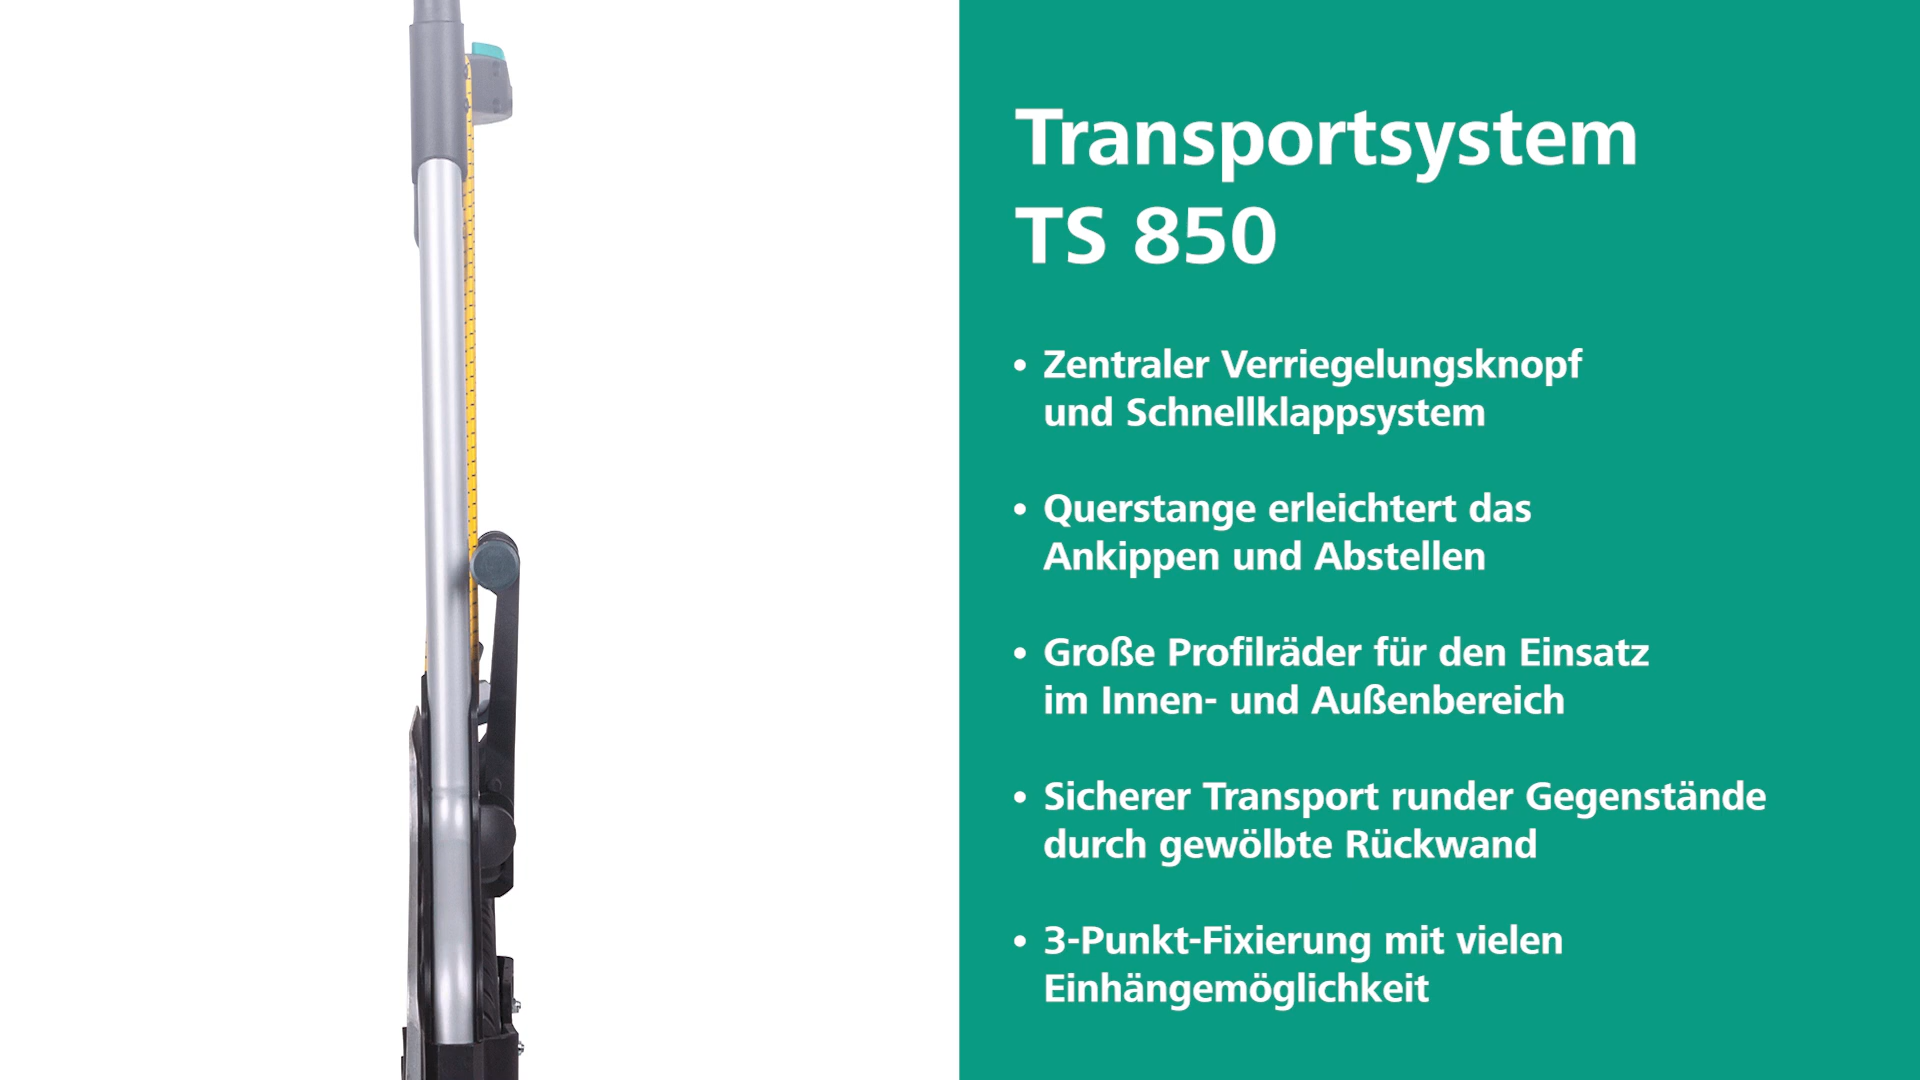 Transportsystem
TS 850
• Zentraler Verriegelungsknopf
und Schnellklappsystem
• Querstange erleichtert das
Ankippen und Abstellen
• Große Profilräder für den Einsatz
im Innen- und Außenbereich
• Sicherer Transport runder Gegenstände
durch gewölbte Rückwand
• 3-Punkt-Fixierung mit vielen
Einhängemöglichkeit